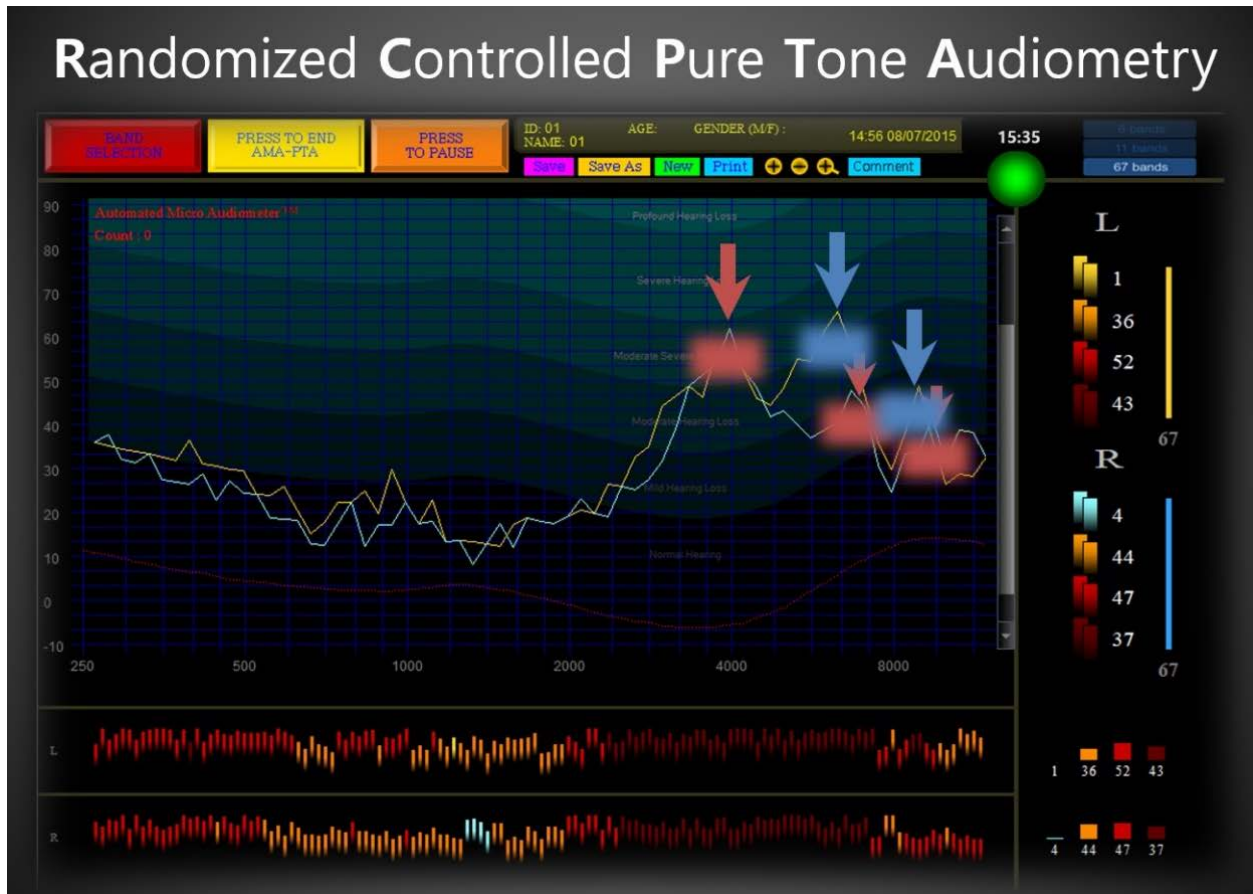 Randomized Controlled Pure Tone Audiometry
BAND SELECTION
PRESS TO END AMA-PTA
PRESS TO PAUSE
ID: 01 AGE: GENDER (M/F) : 14:56 08/07/2015
NAME: 01
Save Save As New Print Comment
15:35
6 bands
11 bands
67 bands
90
80
70
60
50
40
30
20
10
0
-10
Automated Micro Audiometer
Count : 0
Profound Hearing Loss
Severe Hearing
Moderate Severe
Moderate Hearing Loss
Mild Hearing Loss
Normal Hearing
250 500 1000 2000 4000 8000
L
1
36
52
43
67
R
4
44
47
37
67
L
1 36 52 43
R
4 44 47 37